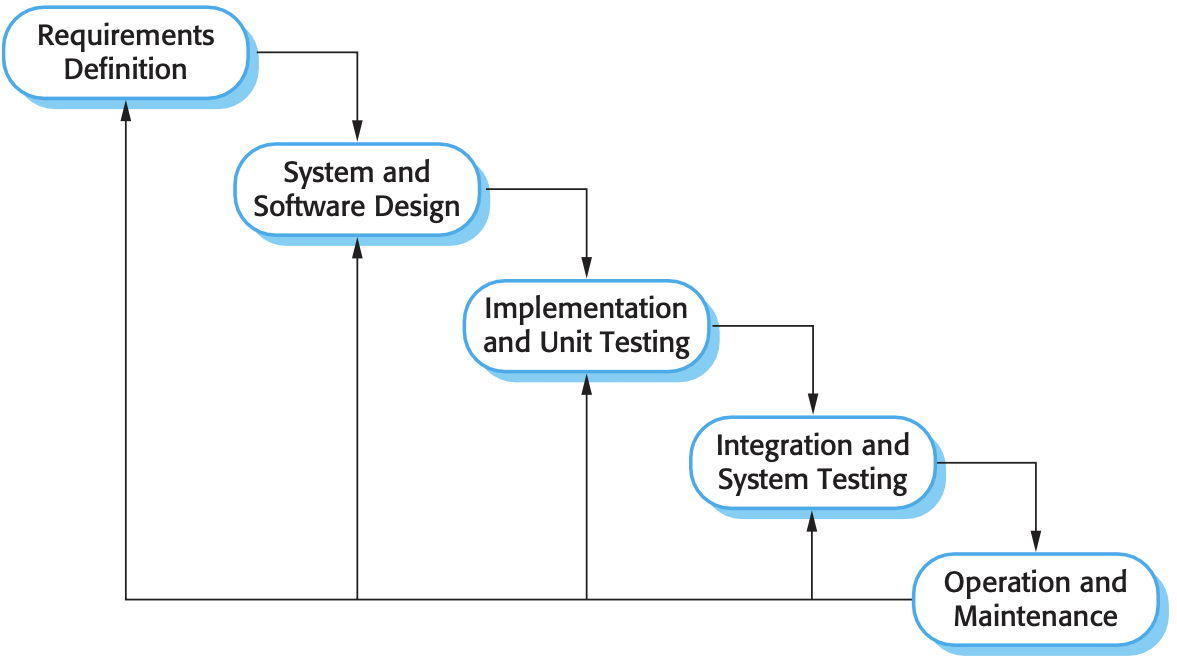 Requirements
Definition
System and
Software Design
Implementation
and Unit Testing
Integration and
System Testing
Operation and
Maintenance